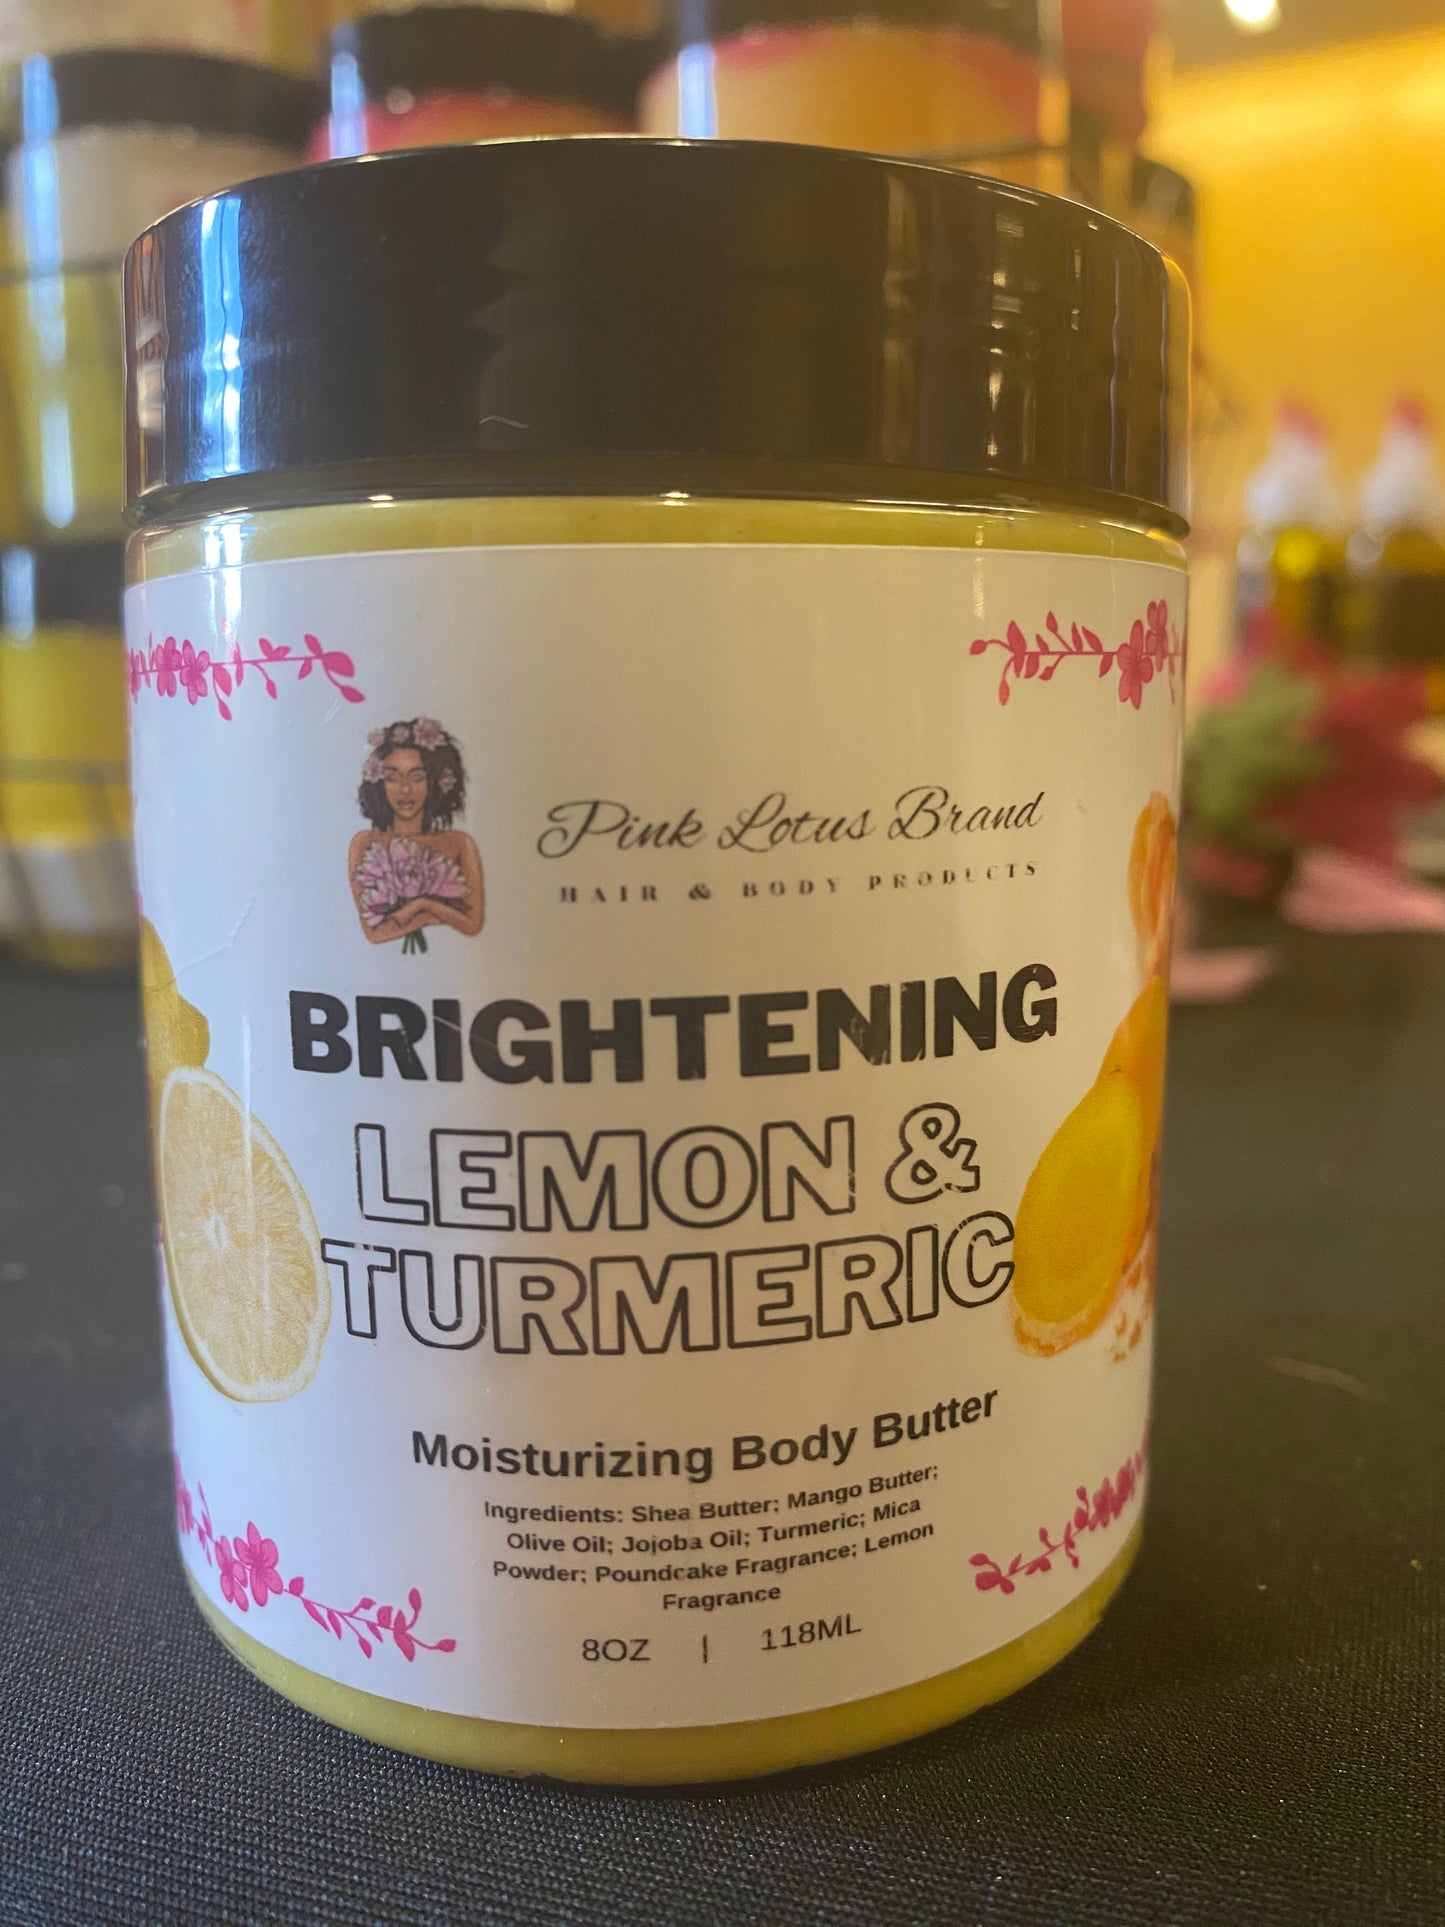 Pink Lotus Brand
HAIR & BODY PRODUCTS
BRIGHTENING
LEMON &
TURMERIC
Moisturizing Body Butter
Ingredients: Shea Butter; Mango Butter;
Olive Oil; Jojoba Oil; Turmeric; Mica
Powder; Poundcake Fragrance; Lemon
Fragrance
8OZ | 118ML